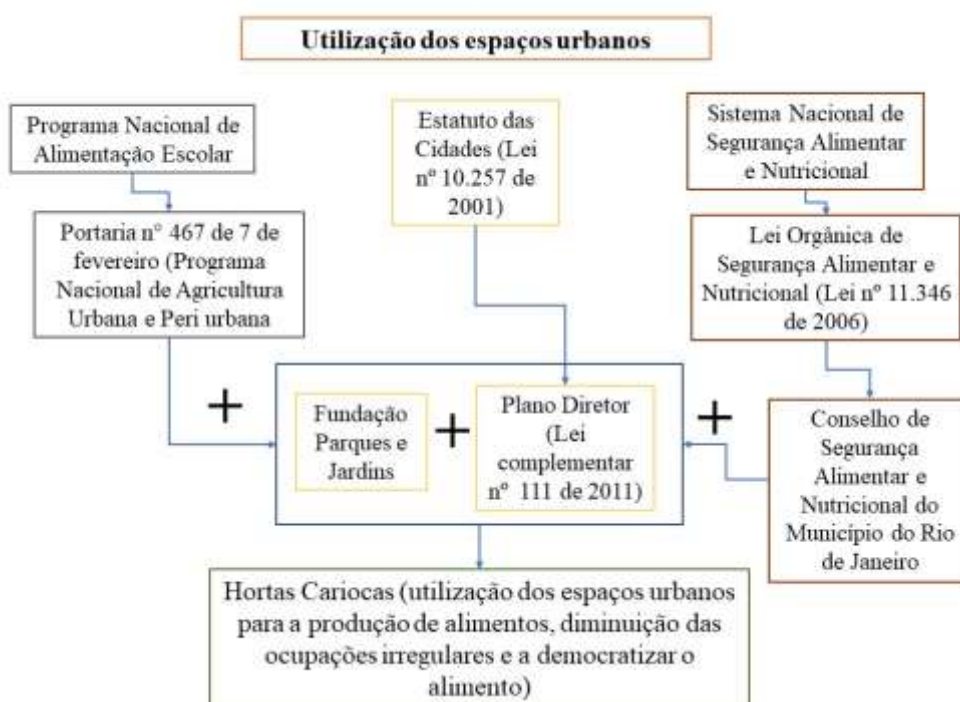 Utilização dos espaços urbanos
Programa Nacional de
Alimentação Escolar
Portaria n° 467 de 7 de
fevereiro (Programa
Nacional de Agricultura
Urbana e Peri urbana
Estatuto das
Cidades (Lei
nº 10.257 de
2001)
Sistema Nacional de
Segurança Alimentar
e Nutricional
Lei Orgânica de
Segurança Alimentar e
Nutricional (Lei nº 11.346
de 2006)
+
Fundação
Parques e
Jardins
+
Plano Diretor
(Lei
complementar
nº 111 de 2011)
+
Conselho de
Segurança
Alimentar e
Nutricional do
Município do Rio
de Janeiro
Hortas Cariocas (utilização dos espaços urbanos
para a produção de alimentos, diminuição das
ocupações irregulares e a democratizar o
alimento)